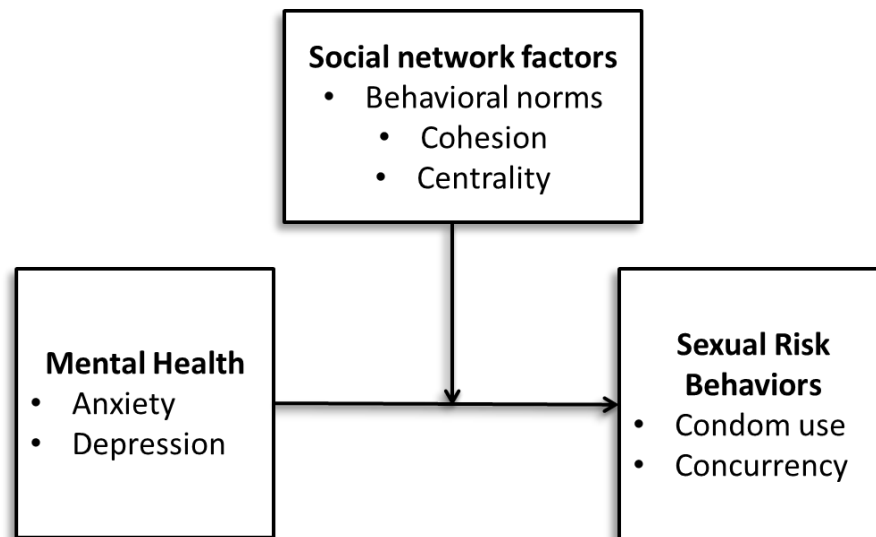 Social network factors
• Behavioral norms
• Cohesion
• Centrality
Mental Health
• Anxiety
• Depression
Sexual Risk
Behaviors
• Condom use
• Concurrency